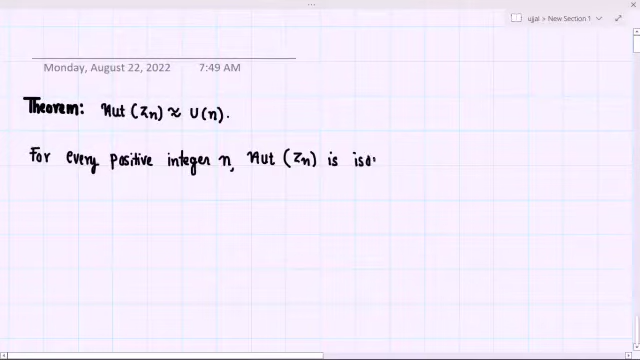 ujjal > New Section 1
Monday, August 22, 2022 7:49 AM
Theorem: Aut (Zn) ≈ U(n).
For every positive integer n, Aut (Zn) is iso